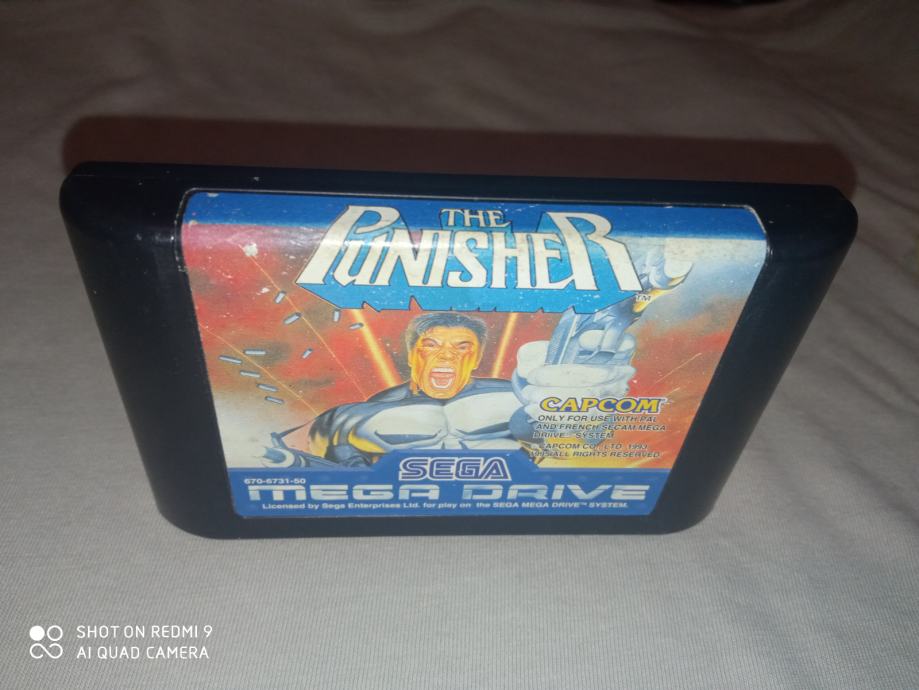 THE
PUNISHER
TM
CAPCOM
ONLY FOR USE WITH PAL
AND FRENCH SECAM MEGA
DRIVE™ SYSTEM.
© CAPCOM CO., LTD. 1993
1995 ALL RIGHTS RESERVED.
SEGA
670-6731-50
MEGA DRIVE
Licensed by Sega Enterprises Ltd. for play on the SEGA MEGA DRIVE™ SYSTEM.
SHOT ON REDMI 9
AI QUAD CAMERA